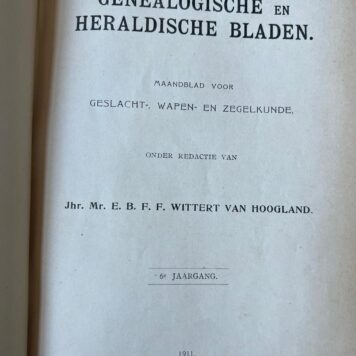 GENEALOGISCHE EN
HERALDISCHE BLADEN.
MAANDBLAD VOOR
GESLACHT-, WAPEN- EN ZEGELKUNDE,
ONDER REDACTIE VAN
Jhr. Mr. E. B. F. F. WITTERT VAN HOOGLAND.
6e JAARGANG.
1911